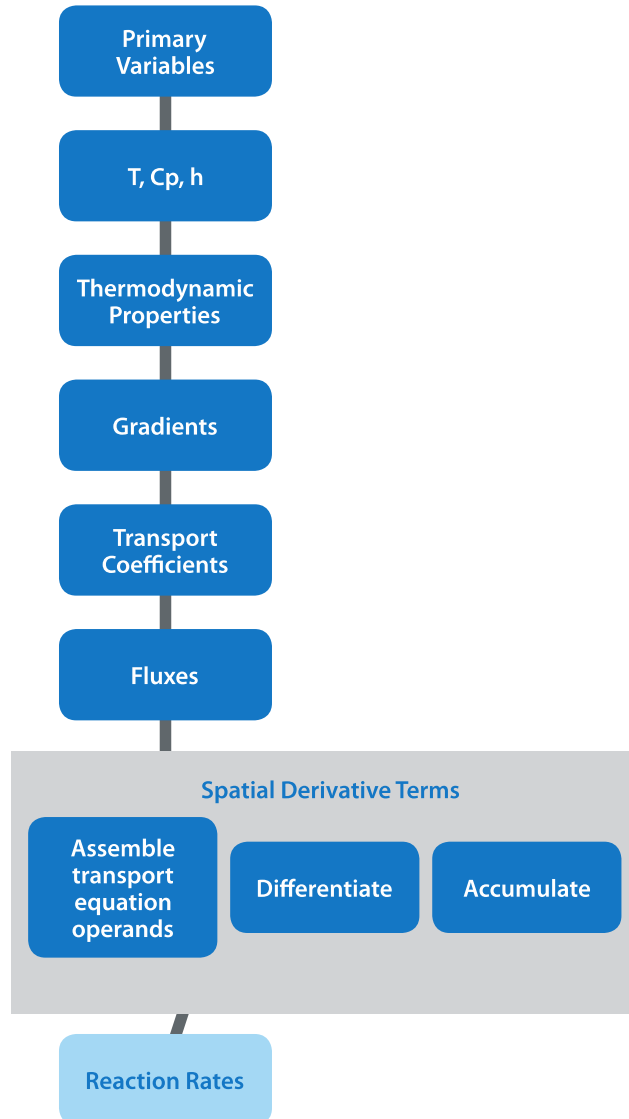 Primary
Variables
T, Cp, h
Thermodynamic
Properties
Gradients
Transport
Coefficients
Fluxes
Spatial Derivative Terms
Assemble
transport
equation
operands
Differentiate
Accumulate
Reaction Rates